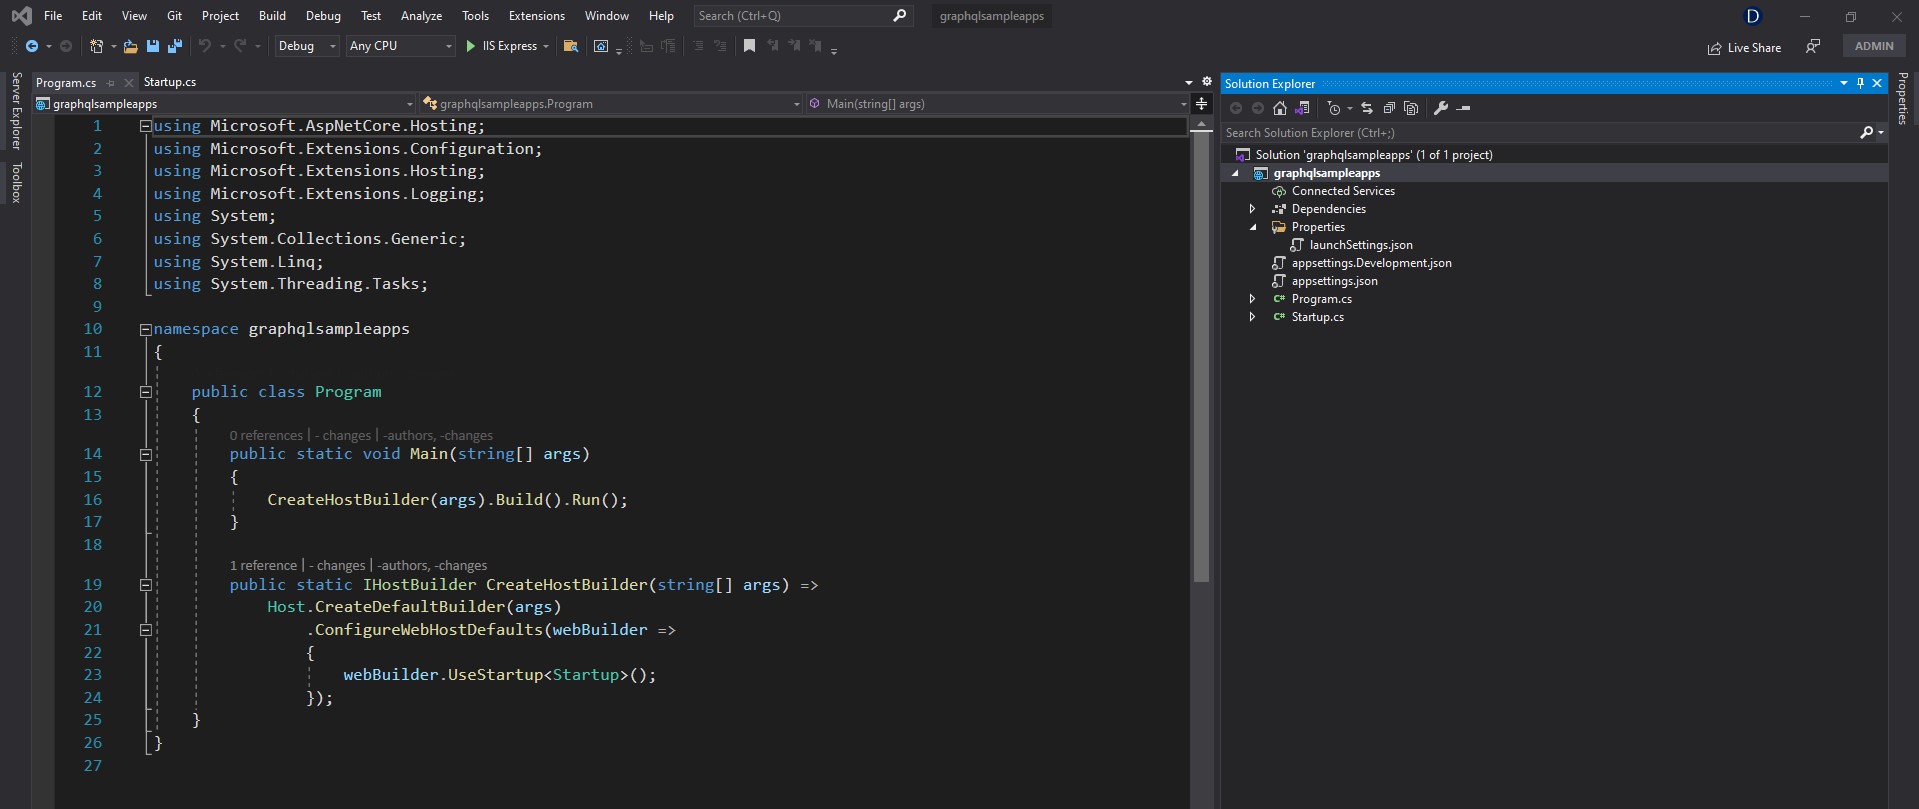 File Edit View Git Project Build Debug Test Analyze Tools Extensions Window Help Search (Ctrl+Q) graphqlsampleapps D
Debug Any CPU IIS Express Live Share ADMIN
Server Explorer
Toolbox
Program.cs Startup.cs
graphqlsampleapps graphqlsampleapps.Program Main(string[] args)
1 using Microsoft.AspNetCore.Hosting;
2 using Microsoft.Extensions.Configuration;
3 using Microsoft.Extensions.Hosting;
4 using Microsoft.Extensions.Logging;
5 using System;
6 using System.Collections.Generic;
7 using System.Linq;
8 using System.Threading.Tasks;
9
10 namespace graphqlsampleapps
11 {
12 public class Program
13 {
0 references | - changes | -authors, -changes
14 public static void Main(string[] args)
15 {
16 CreateHostBuilder(args).Build().Run();
17 }
18
1 reference | - changes | -authors, -changes
19 public static IHostBuilder CreateHostBuilder(string[] args) =>
20 Host.CreateDefaultBuilder(args)
21 .ConfigureWebHostDefaults(webBuilder =>
22 {
23 webBuilder.UseStartup<Startup>();
24 });
25 }
26 }
27
Solution Explorer
Search Solution Explorer (Ctrl+;)
Solution 'graphqlsampleapps' (1 of 1 project)
graphqlsampleapps
Connected Services
Dependencies
Properties
launchSettings.json
appsettings.Development.json
appsettings.json
C# Program.cs
C# Startup.cs
Properties